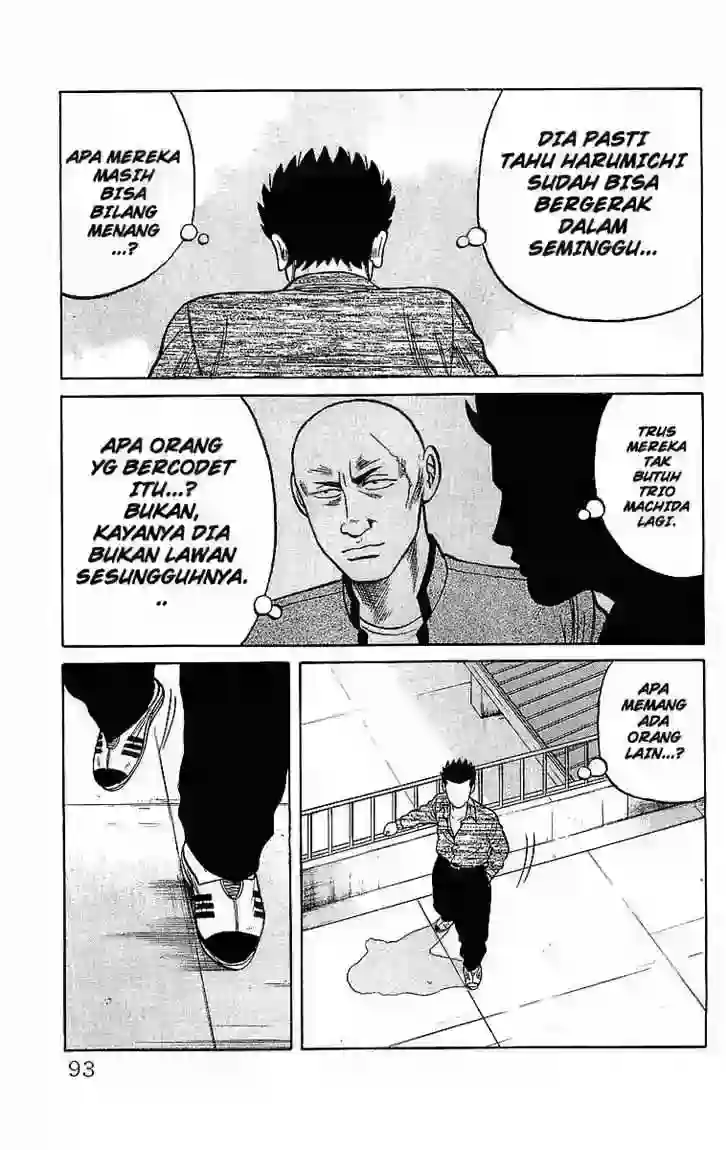 DIA PASTI
TAHU HARUMICHI
SUDAH BISA
BERGERAK
DALAM
SEMINGGU...
APA MEREKA
MASIH
BISA
BILANG
MENANG
...?
TRUS
MEREKA
TAK
BUTUH
TRIO
MACHIDA
LAGI.
APA ORANG
YG BERCODET
ITU...?
BUKAN,
KAYANYA DIA
BUKAN LAWAN
SESUNGGUHNYA.
..
APA
MEMANG
ADA
ORANG
LAIN...?
93